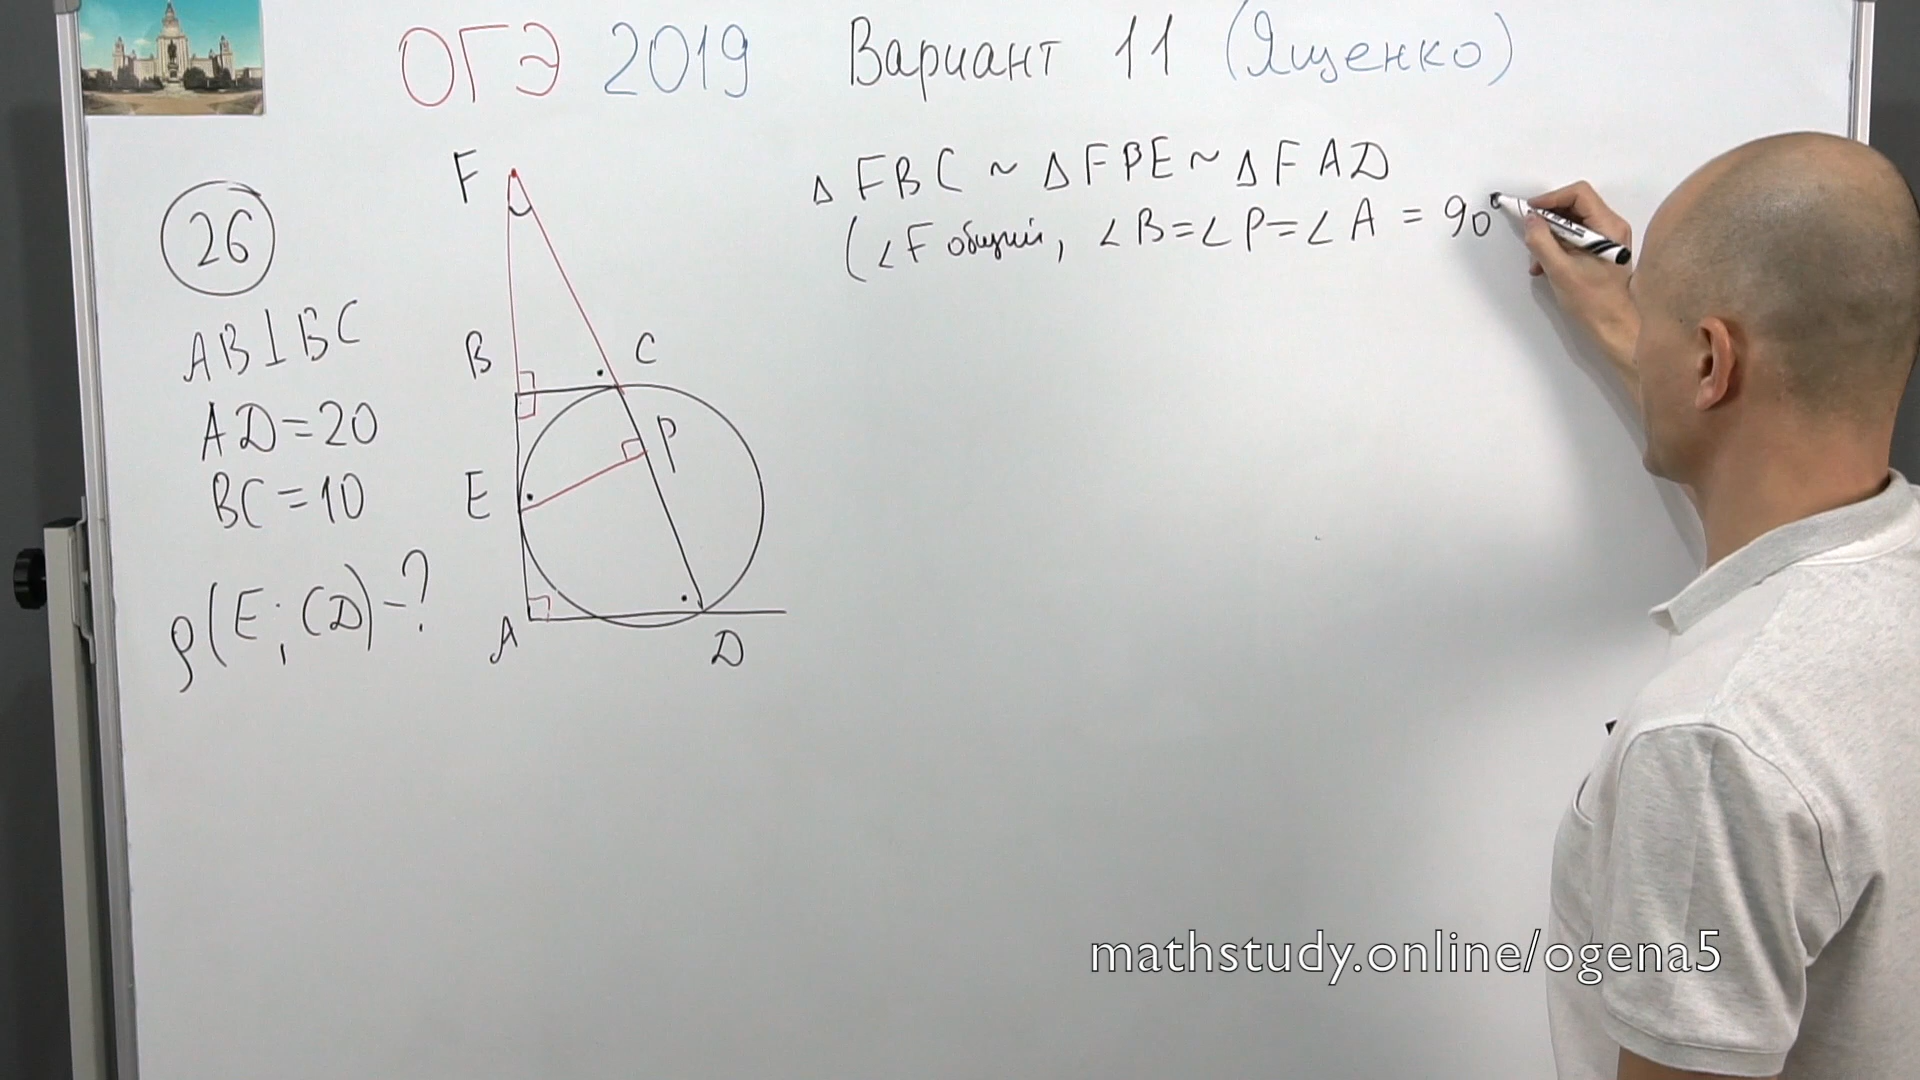 ОГЭ 2019 Вариант 11 (Ященко)
26
AB⊥BC
AD=20
BC=10
ρ(E; CD)-?
F
B
C
P
E
A
D
△FBC ~ △FPE ~ △FAD
(∠F общий, ∠B=∠P=∠A = 90°
mathstudy.online/ogena5